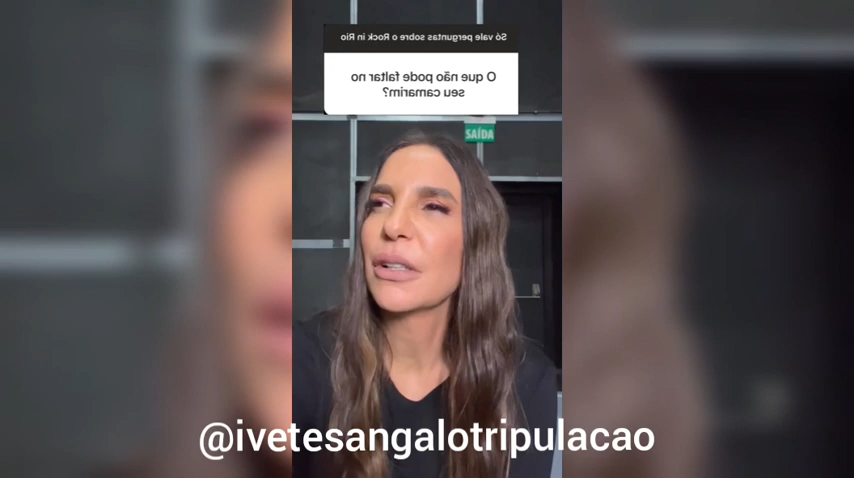 Só vale perguntas sobre o Rock in Rio
O que não pode faltar no
seu camarim?
SAÍDA
@ivetesangalotripulacao